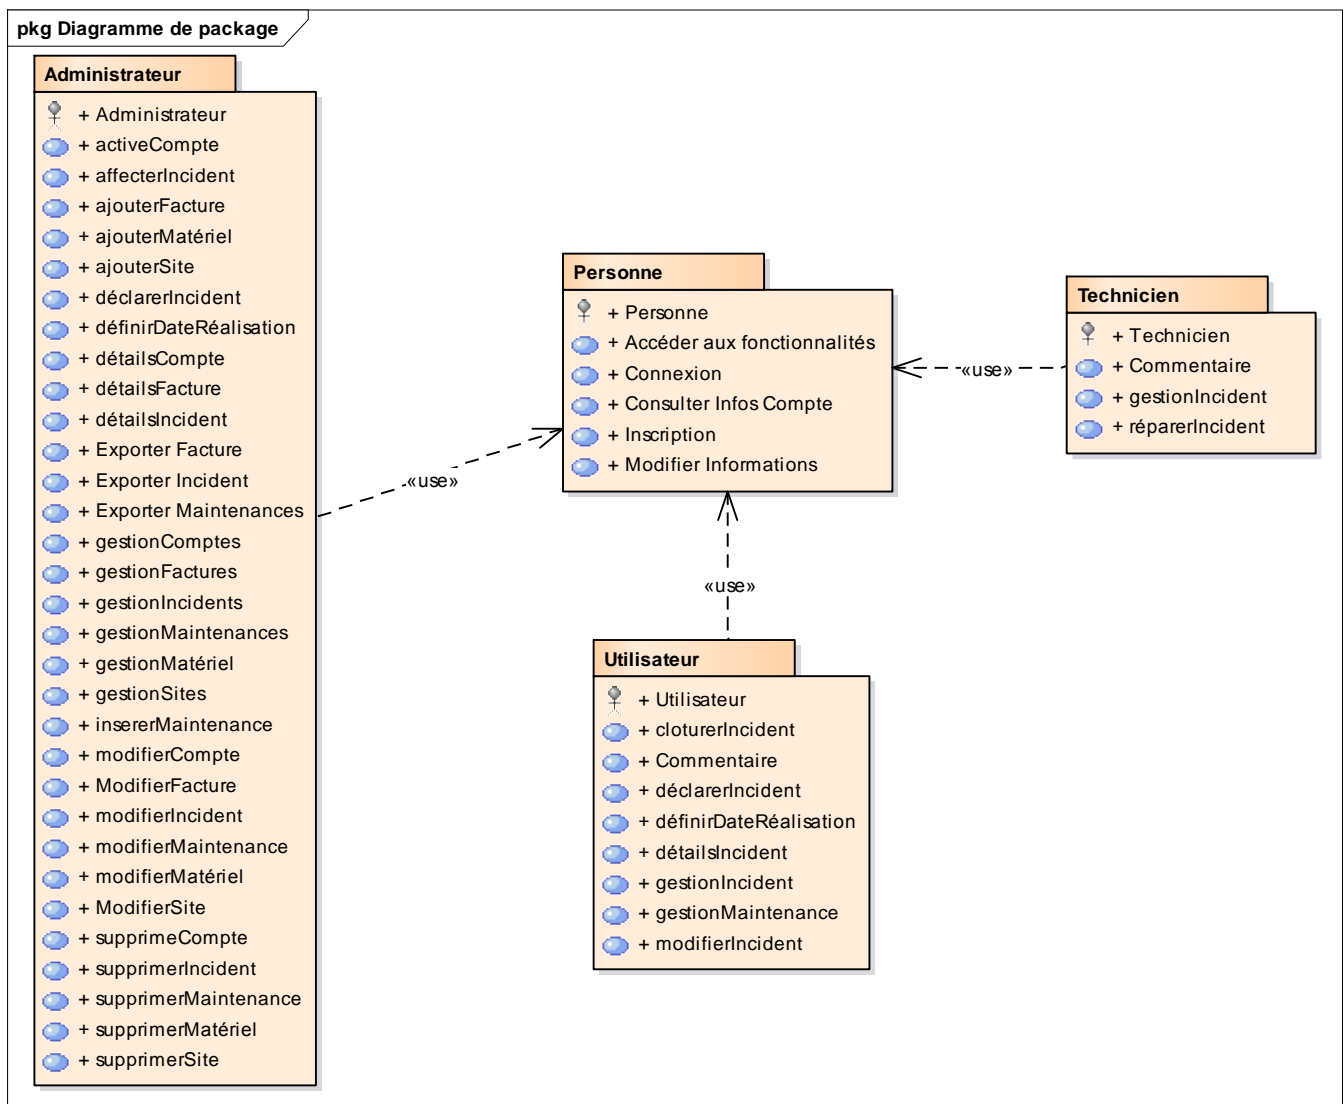 pkg Diagramme de package
Administrateur
+ Administrateur
+ activeCompte
+ affecterIncident
+ ajouterFacture
+ ajouterMatériel
+ ajouterSite
+ déclarerIncident
+ définirDateRéalisation
+ détailsCompte
+ détailsFacture
+ détailsIncident
+ Exporter Facture
+ Exporter Incident
+ Exporter Maintenances
+ gestionComptes
+ gestionFactures
+ gestionIncidents
+ gestionMaintenances
+ gestionMatériel
+ gestionSites
+ insererMaintenance
+ modifierCompte
+ ModifierFacture
+ modifierIncident
+ modifierMaintenance
+ modifierMatériel
+ ModifierSite
+ supprimeCompte
+ supprimerIncident
+ supprimerMaintenance
+ supprimerMatériel
+ supprimerSite
«use»
Personne
+ Personne
+ Accéder aux fonctionnalités
+ Connexion
+ Consulter Infos Compte
+ Inscription
+ Modifier Informations
«use»
Technicien
+ Technicien
+ Commentaire
+ gestionIncident
+ réparerIncident
«use»
Utilisateur
+ Utilisateur
+ cloturerIncident
+ Commentaire
+ déclarerIncident
+ définirDateRéalisation
+ détailsIncident
+ gestionIncident
+ gestionMaintenance
+ modifierIncident